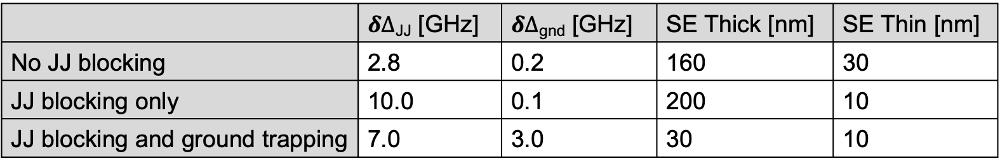 δΔJJ [GHz] δΔgnd [GHz] SE Thick [nm] SE Thin [nm]
No JJ blocking 2.8 0.2 160 30
JJ blocking only 10.0 0.1 200 10
JJ blocking and ground trapping 7.0 3.0 30 10